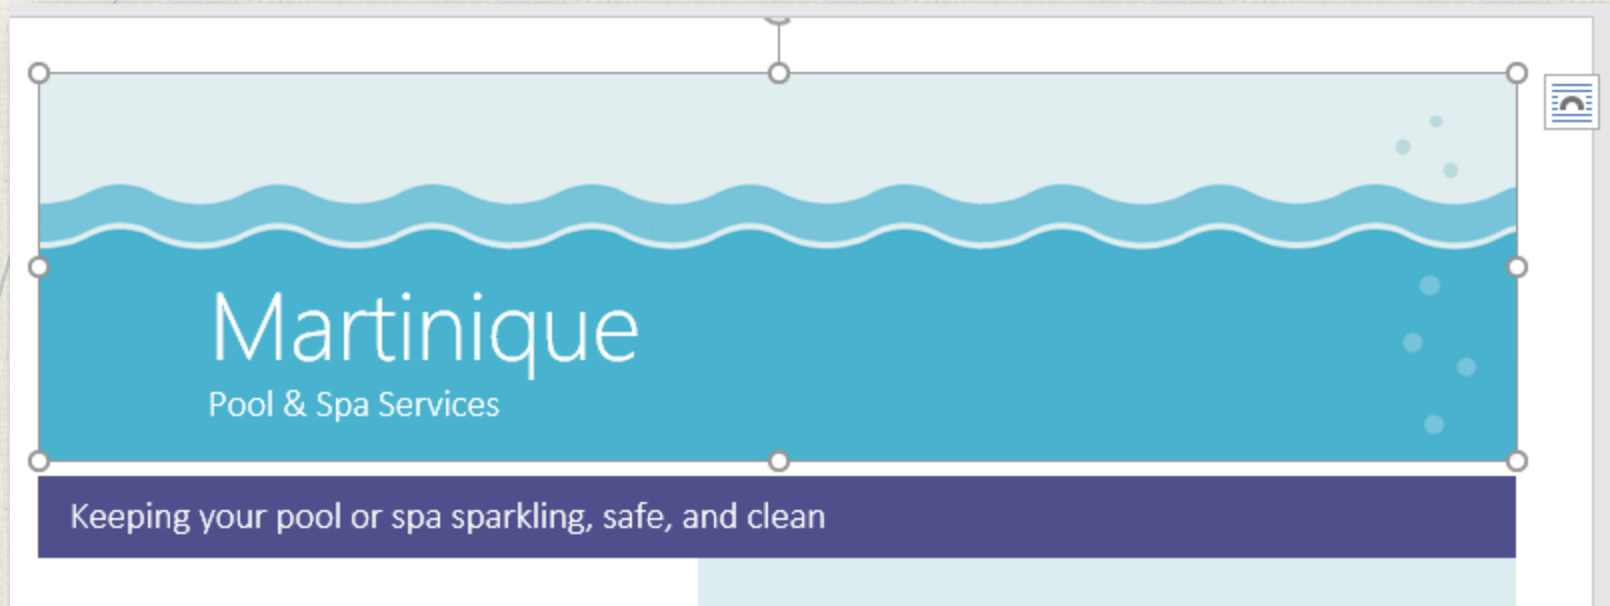 Martinique
Pool & Spa Services
Keeping your pool or spa sparkling, safe, and clean